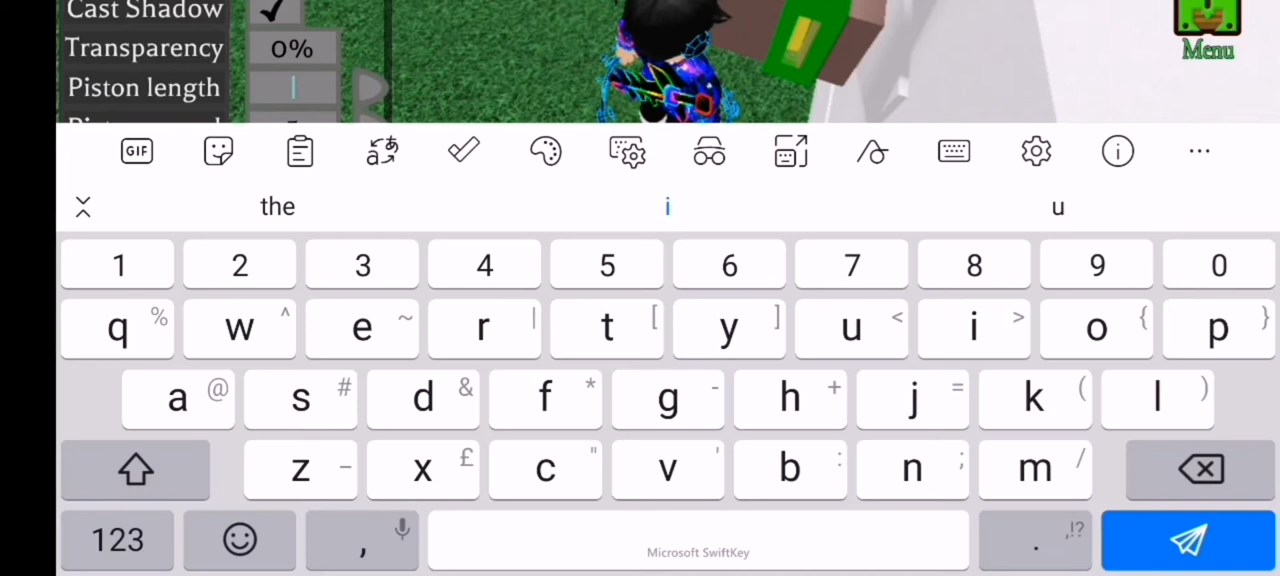 Cast Shadow
Transparency 0%
Menu
Piston length
GIF
the i u
1 2 3 4 5 6 7 8 9 0
q % w ^ e ~ r | t [ y ] u < i > o { p }
a @ s # d & f * g - h + j = k ( l )
z _ x £ c " v ' b : n ; m /
123 , Microsoft SwiftKey . ,!?